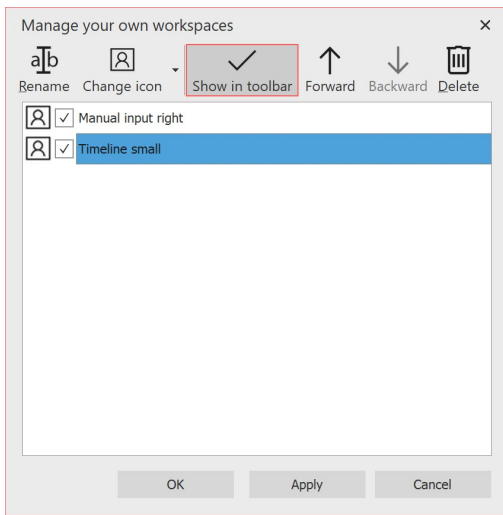 Manage your own workspaces
Rename Change icon Show in toolbar Forward Backward Delete
Manual input right
Timeline small
OK Apply Cancel